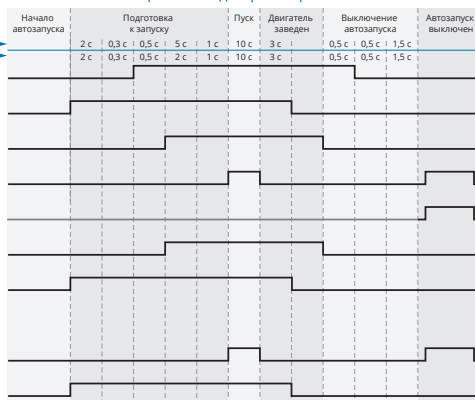 Начало Подготовка Пуск Двигатель Выключение Автозапуск
автозапуска к запуску заведен автозапуска выключен
2 с 0,3 с 0,5 с 5 с 1 с 10 с 3 с 0,5 с 0,5 с 1,5 с
2 с 0,3 с 0,5 с 2 с 1 с 10 с 3 с 0,5 с 0,5 с 1,5 с